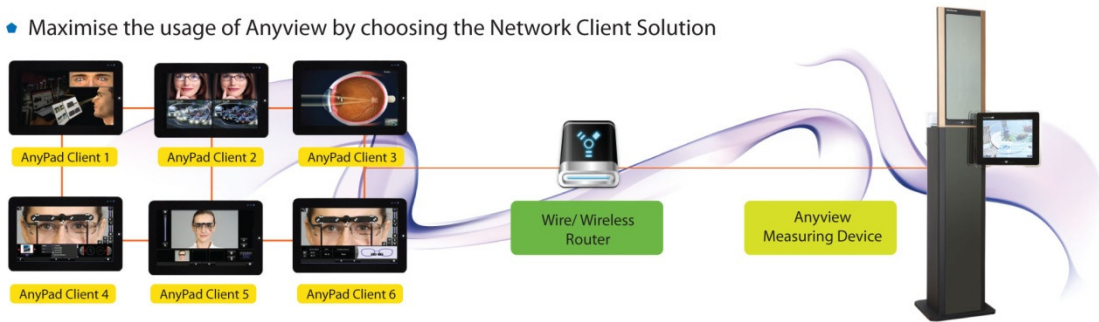 Maximise the usage of Anyview by choosing the Network Client Solution
AnyPad Client 1
AnyPad Client 2
AnyPad Client 3
AnyPad Client 4
AnyPad Client 5
AnyPad Client 6
Wire/ Wireless
Router
Anyview
Measuring Device